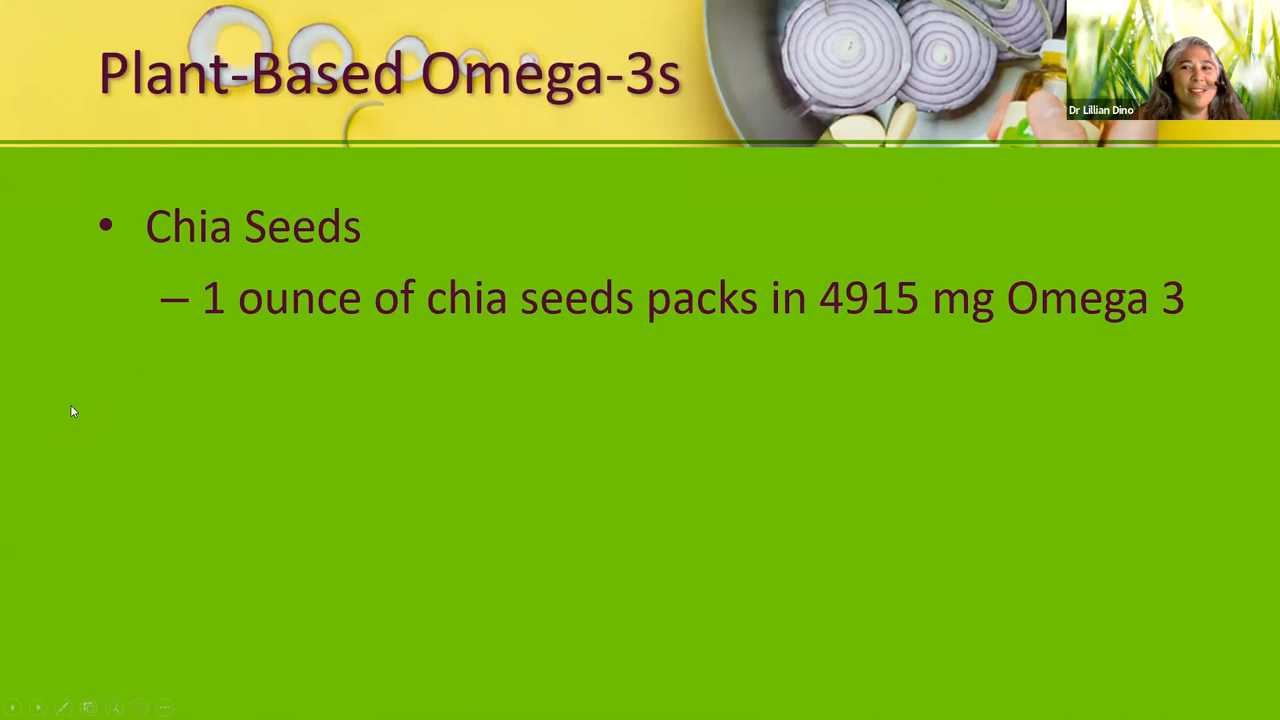 Plant-Based Omega-3s
Dr Lillian Dino
• Chia Seeds
– 1 ounce of chia seeds packs in 4915 mg Omega 3